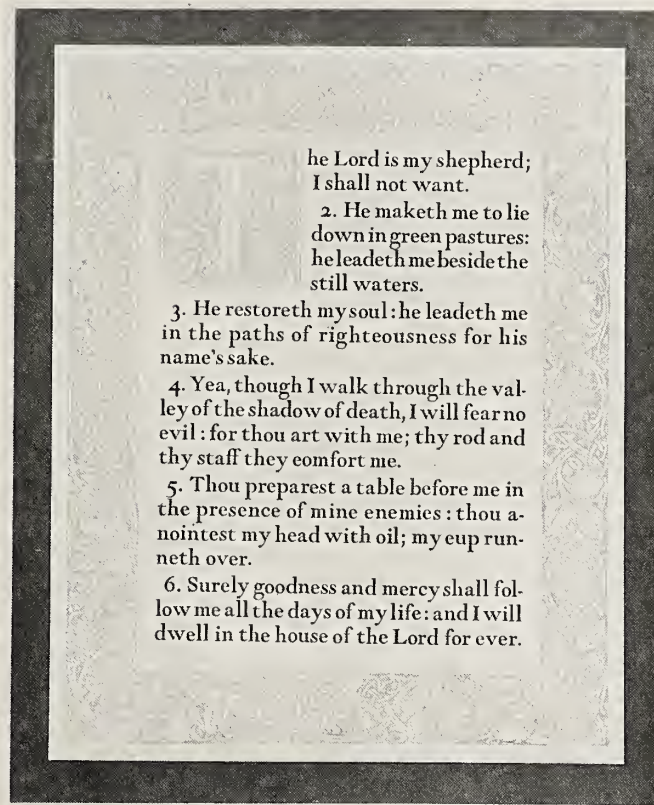 The Lord is my shepherd;
I shall not want.
2. He maketh me to lie
down in green pastures:
he leadeth me beside the
still waters.
3. He restoreth my soul: he leadeth me
in the paths of righteousness for his
name's sake.
4. Yea, though I walk through the val-
ley of the shadow of death, I will fear no
evil: for thou art with me; thy rod and
thy staff they comfort me.
5. Thou preparest a table before me in
the presence of mine enemies: thou a-
nointest my head with oil; my cup run-
neth over.
6. Surely goodness and mercy shall fol-
low me all the days of my life: and I will
dwell in the house of the Lord for ever.